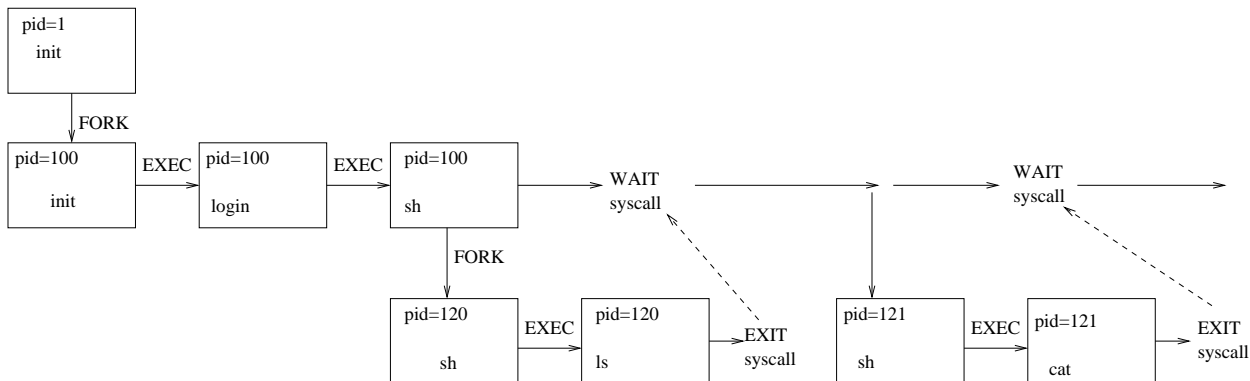 pid=1
init
FORK
pid=100
init
EXEC
pid=100
login
EXEC
pid=100
sh
WAIT
syscall
WAIT
syscall
FORK
pid=120
sh
EXEC
pid=120
ls
EXIT
syscall
pid=121
sh
EXEC
pid=121
cat
EXIT
syscall